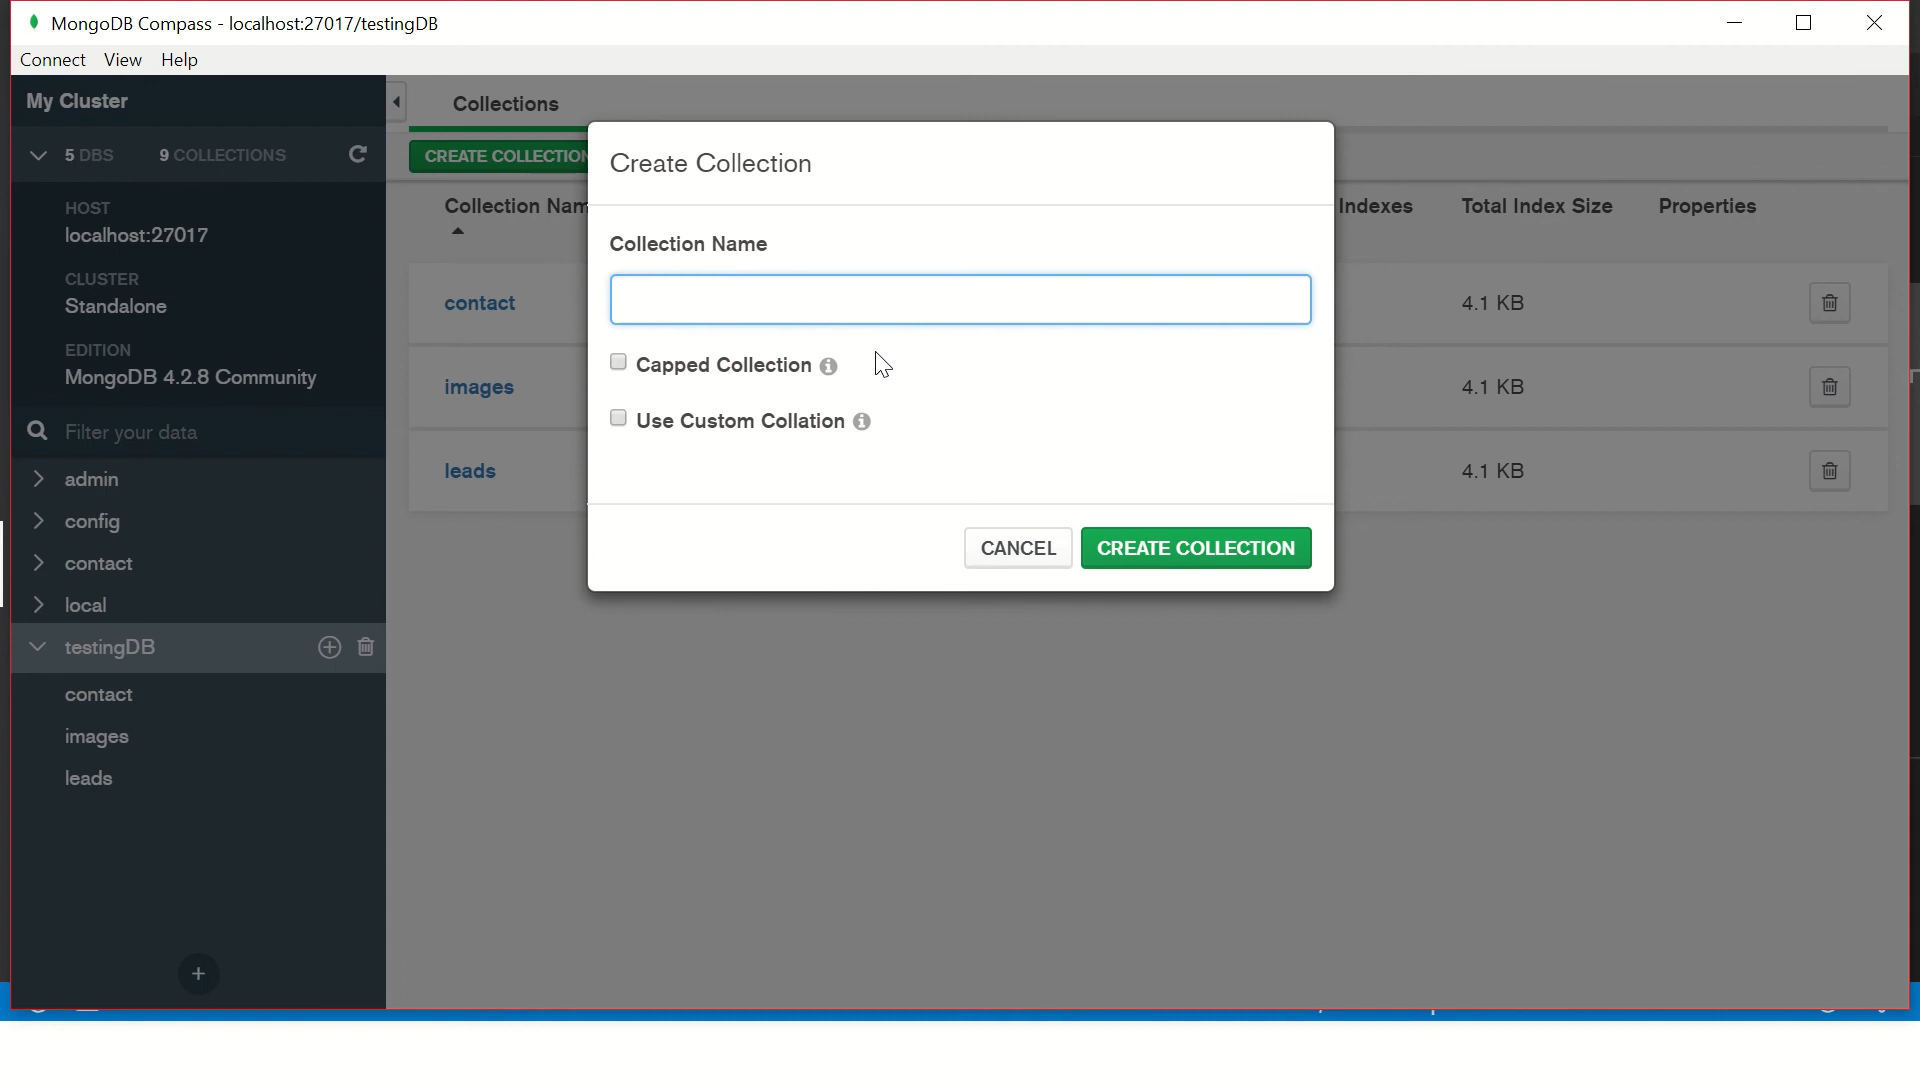 MongoDB Compass - localhost:27017/testingDB
Connect View Help
My Cluster
5 DBS 9 COLLECTIONS
HOST
localhost:27017
CLUSTER
Standalone
EDITION
MongoDB 4.2.8 Community
Filter your data
admin
config
contact
local
testingDB
contact
images
leads
+
Collections
CREATE COLLECTION
Collection Nam
Indexes Total Index Size Properties
contact 4.1 KB
images 4.1 KB
leads 4.1 KB
Create Collection
Collection Name
Capped Collection
Use Custom Collation
CANCEL CREATE COLLECTION